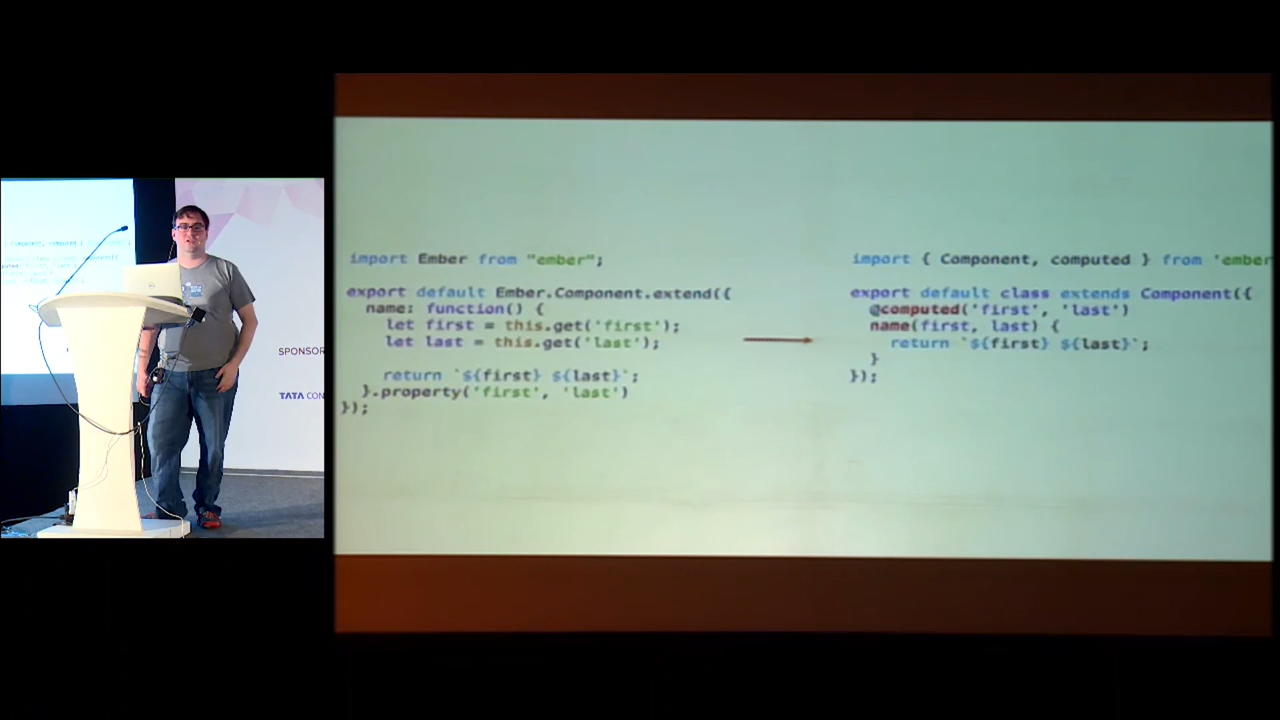 import Ember from "ember";
export default Ember.Component.extend({
name: function() {
let first = this.get('first');
let last = this.get('last');
return `${first} ${last}`;
}.property('first', 'last')
});
import { Component, computed } from 'ember
export default class extends Component({
@computed('first', 'last')
name(first, last) {
return `${first} ${last}`;
}
});
SPONSOR
TATA CON